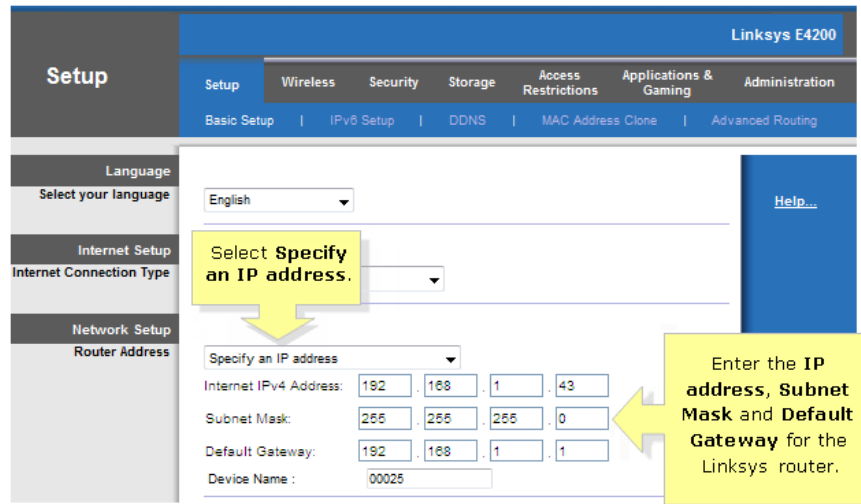 Linksys E4200
Setup
Setup Wireless Security Storage Access Restrictions Applications & Gaming Administration
Basic Setup | IPv6 Setup | DDNS | MAC Address Clone | Advanced Routing
Language
Select your language
English
Help...
Internet Setup
Internet Connection Type
Select Specify
an IP address.
Network Setup
Router Address
Specify an IP address
Internet IPv4 Address: 192 . 168 . 1 . 43
Subnet Mask: 255 . 255 . 255 . 0
Default Gateway: 192 . 168 . 1 . 1
Device Name : 00025
Enter the IP
address, Subnet
Mask and Default
Gateway for the
Linksys router.